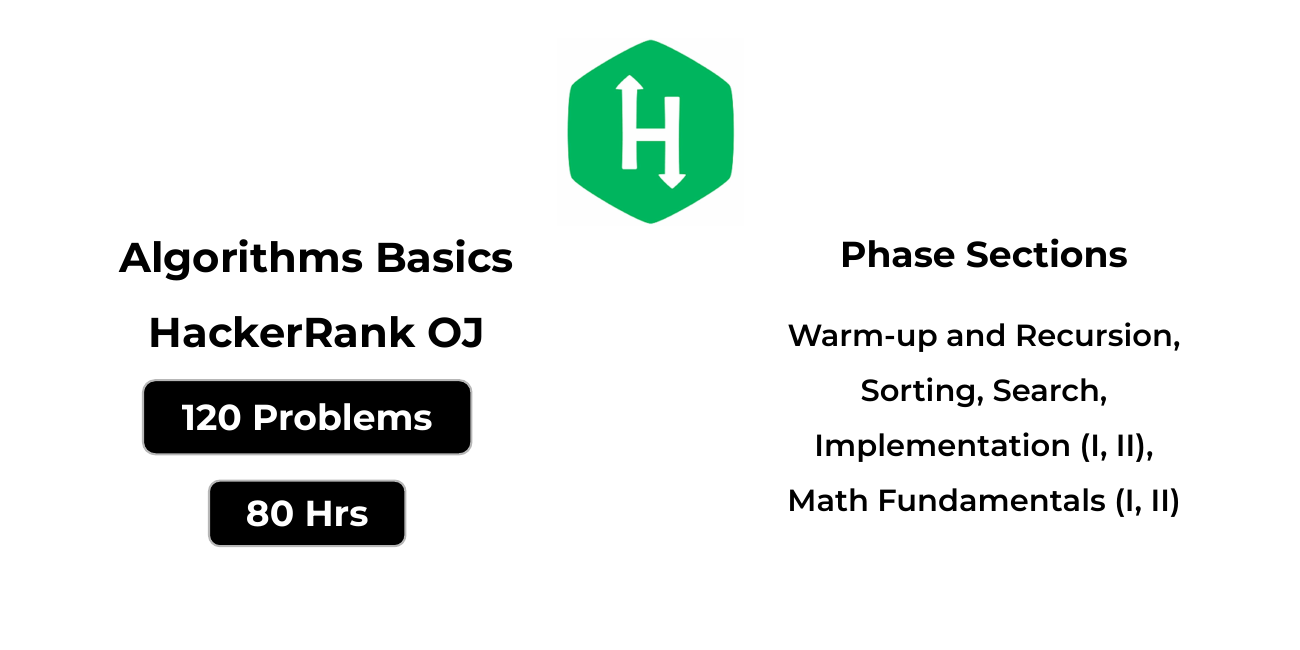 Algorithms Basics
HackerRank OJ
120 Problems
80 Hrs
Phase Sections
Warm-up and Recursion,
Sorting, Search,
Implementation (I, II),
Math Fundamentals (I, II)